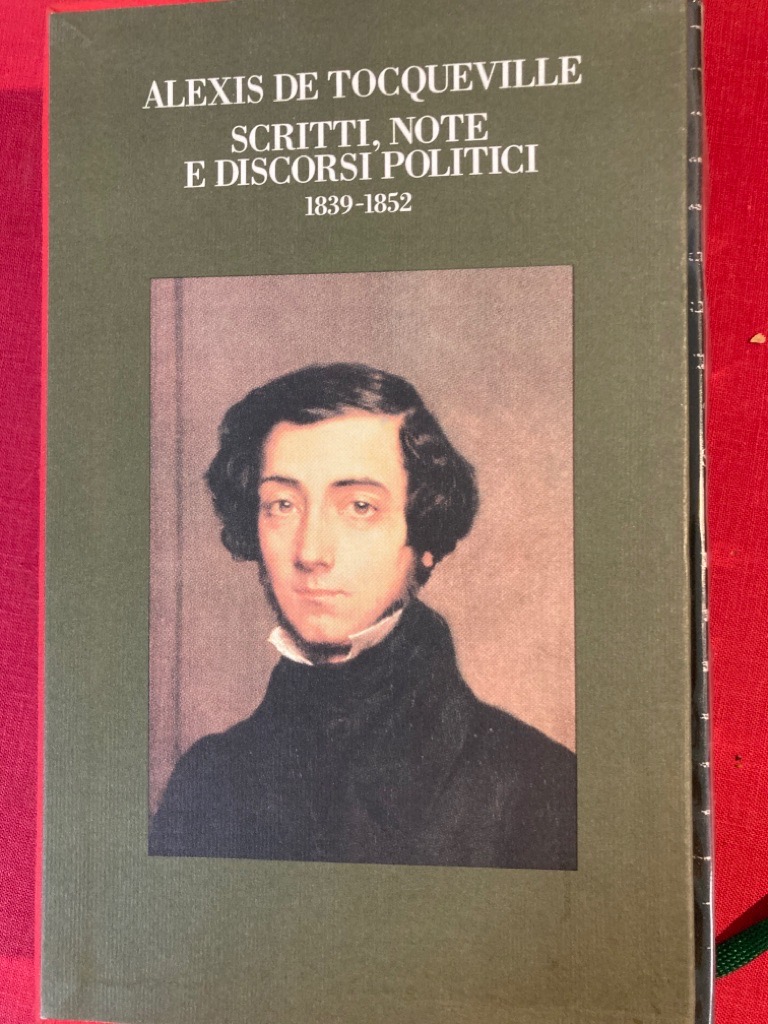 ALEXIS DE TOCQUEVILLE
SCRITTI, NOTE
E DISCORSI POLITICI
1839-1852